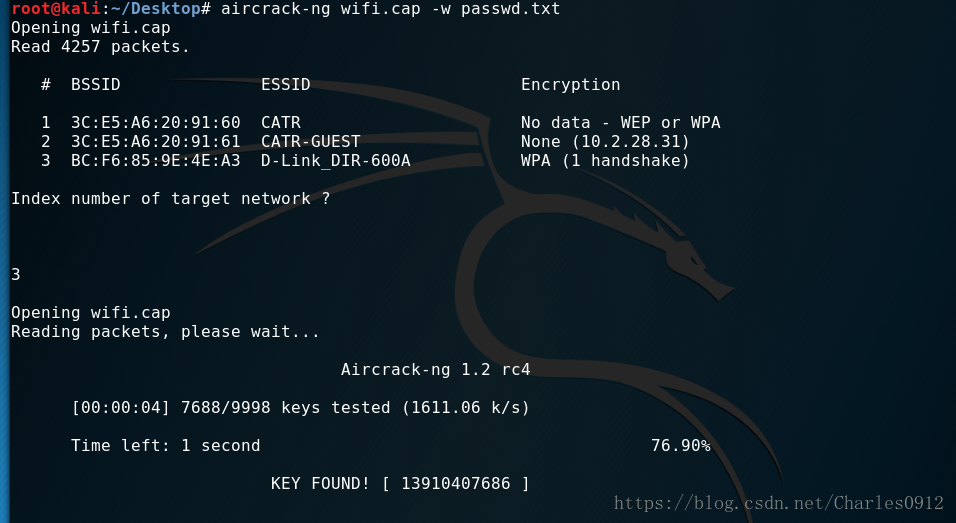 root@kali:~/Desktop# aircrack-ng wifi.cap -w passwd.txt
Opening wifi.cap
Read 4257 packets.
# BSSID ESSID Encryption
1 3C:E5:A6:20:91:60 CATR No data - WEP or WPA
2 3C:E5:A6:20:91:61 CATR-GUEST None (10.2.28.31)
3 BC:F6:85:9E:4E:A3 D-Link_DIR-600A WPA (1 handshake)
Index number of target network ?
3
Opening wifi.cap
Reading packets, please wait...
Aircrack-ng 1.2 rc4
[00:00:04] 7688/9998 keys tested (1611.06 k/s)
Time left: 1 second 76.90%
KEY FOUND! [ 13910407686 ]
https://blog.csdn.net/Charles0912